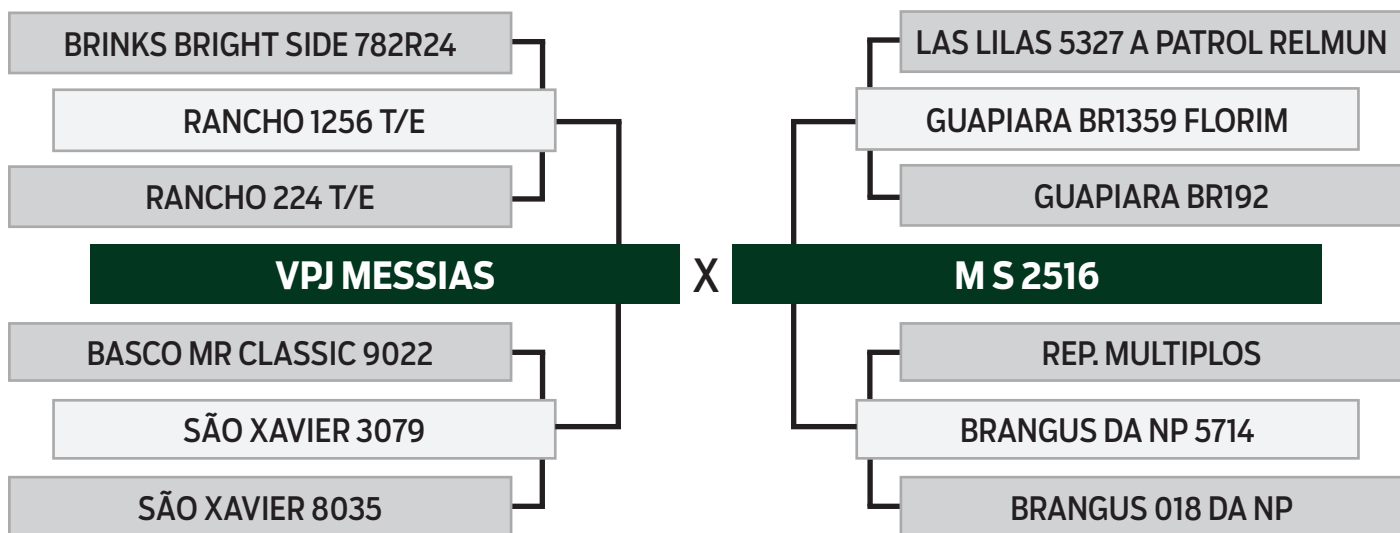 BRINKS BRIGHT SIDE 782R24
RANCHO 1256 T/E
RANCHO 224 T/E
VPJ MESSIAS
BASCO MR CLASSIC 9022
SÃO XAVIER 3079
SÃO XAVIER 8035
X
LAS LILAS 5327 A PATROL RELMUN
GUAPIARA BR1359 FLORIM
GUAPIARA BR192
M S 2516
REP. MULTIPLOS
BRANGUS DA NP 5714
BRANGUS 018 DA NP